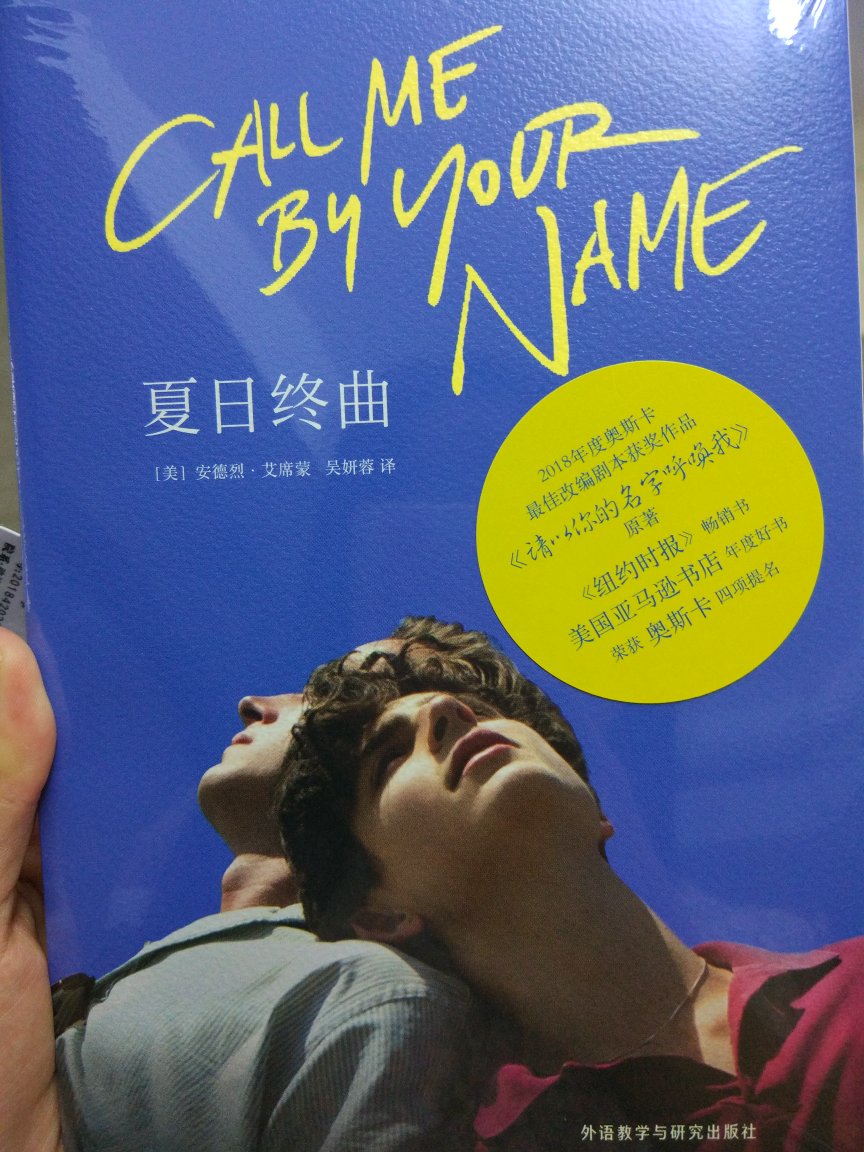 CALL ME
BY YOUR
NAME
夏日终曲
[美] 安德烈·艾席蒙 吴妍蓉 译
2018年度奥斯卡
最佳改编剧本获奖作品
《请以你的名字呼唤我》
原著
《纽约时报》畅销书
美国亚马逊书店 年度好书
荣获 奥斯卡 四项提名
外语教学与研究出版社